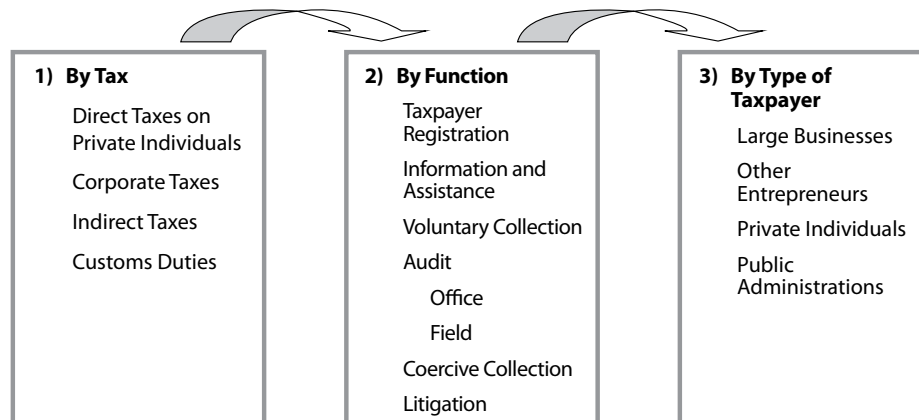 1) By Tax
Direct Taxes on
Private Individuals
Corporate Taxes
Indirect Taxes
Customs Duties
2) By Function
Taxpayer
Registration
Information and
Assistance
Voluntary Collection
Audit
Office
Field
Coercive Collection
Litigation
3) By Type of
Taxpayer
Large Businesses
Other
Entrepreneurs
Private Individuals
Public
Administrations